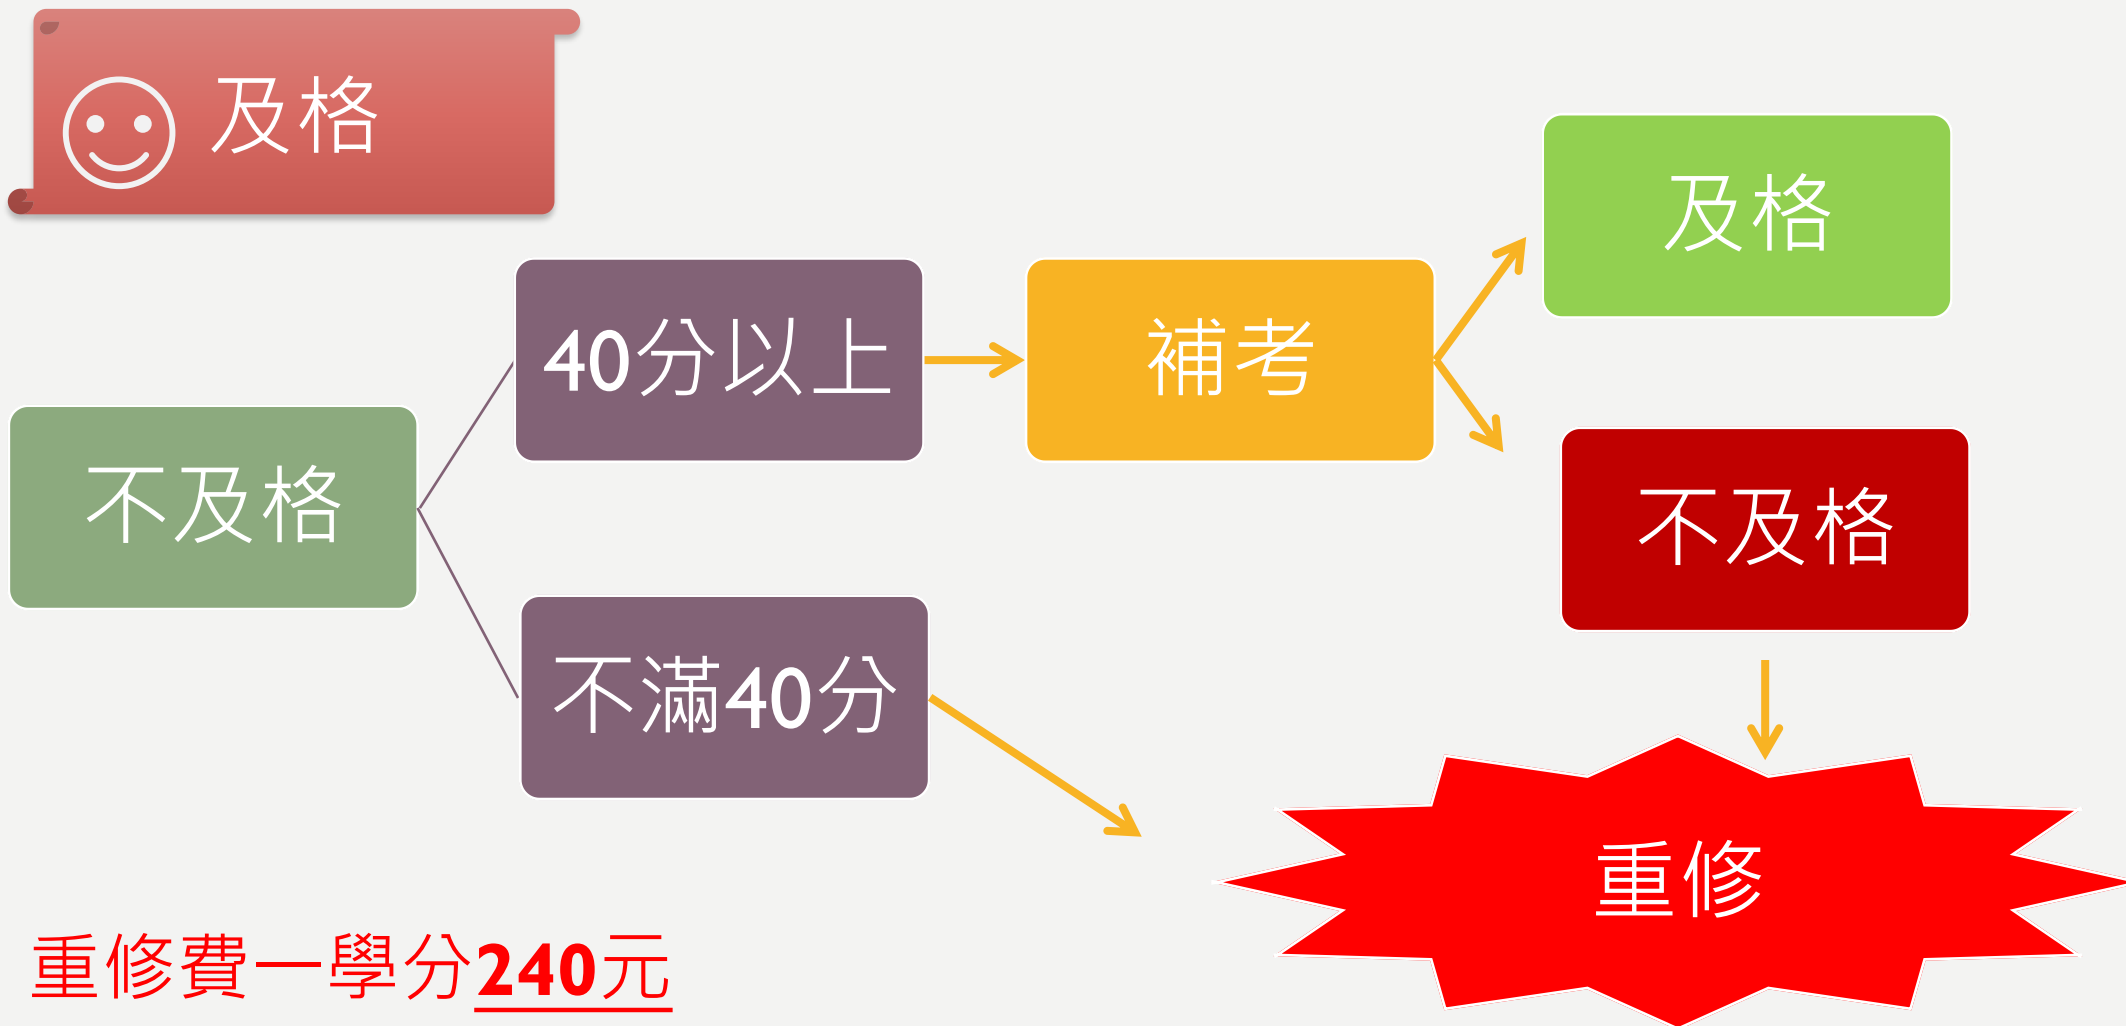 及格
不及格
40分以上
不滿40分
補考
及格
不及格
重修
重修費一學分240元